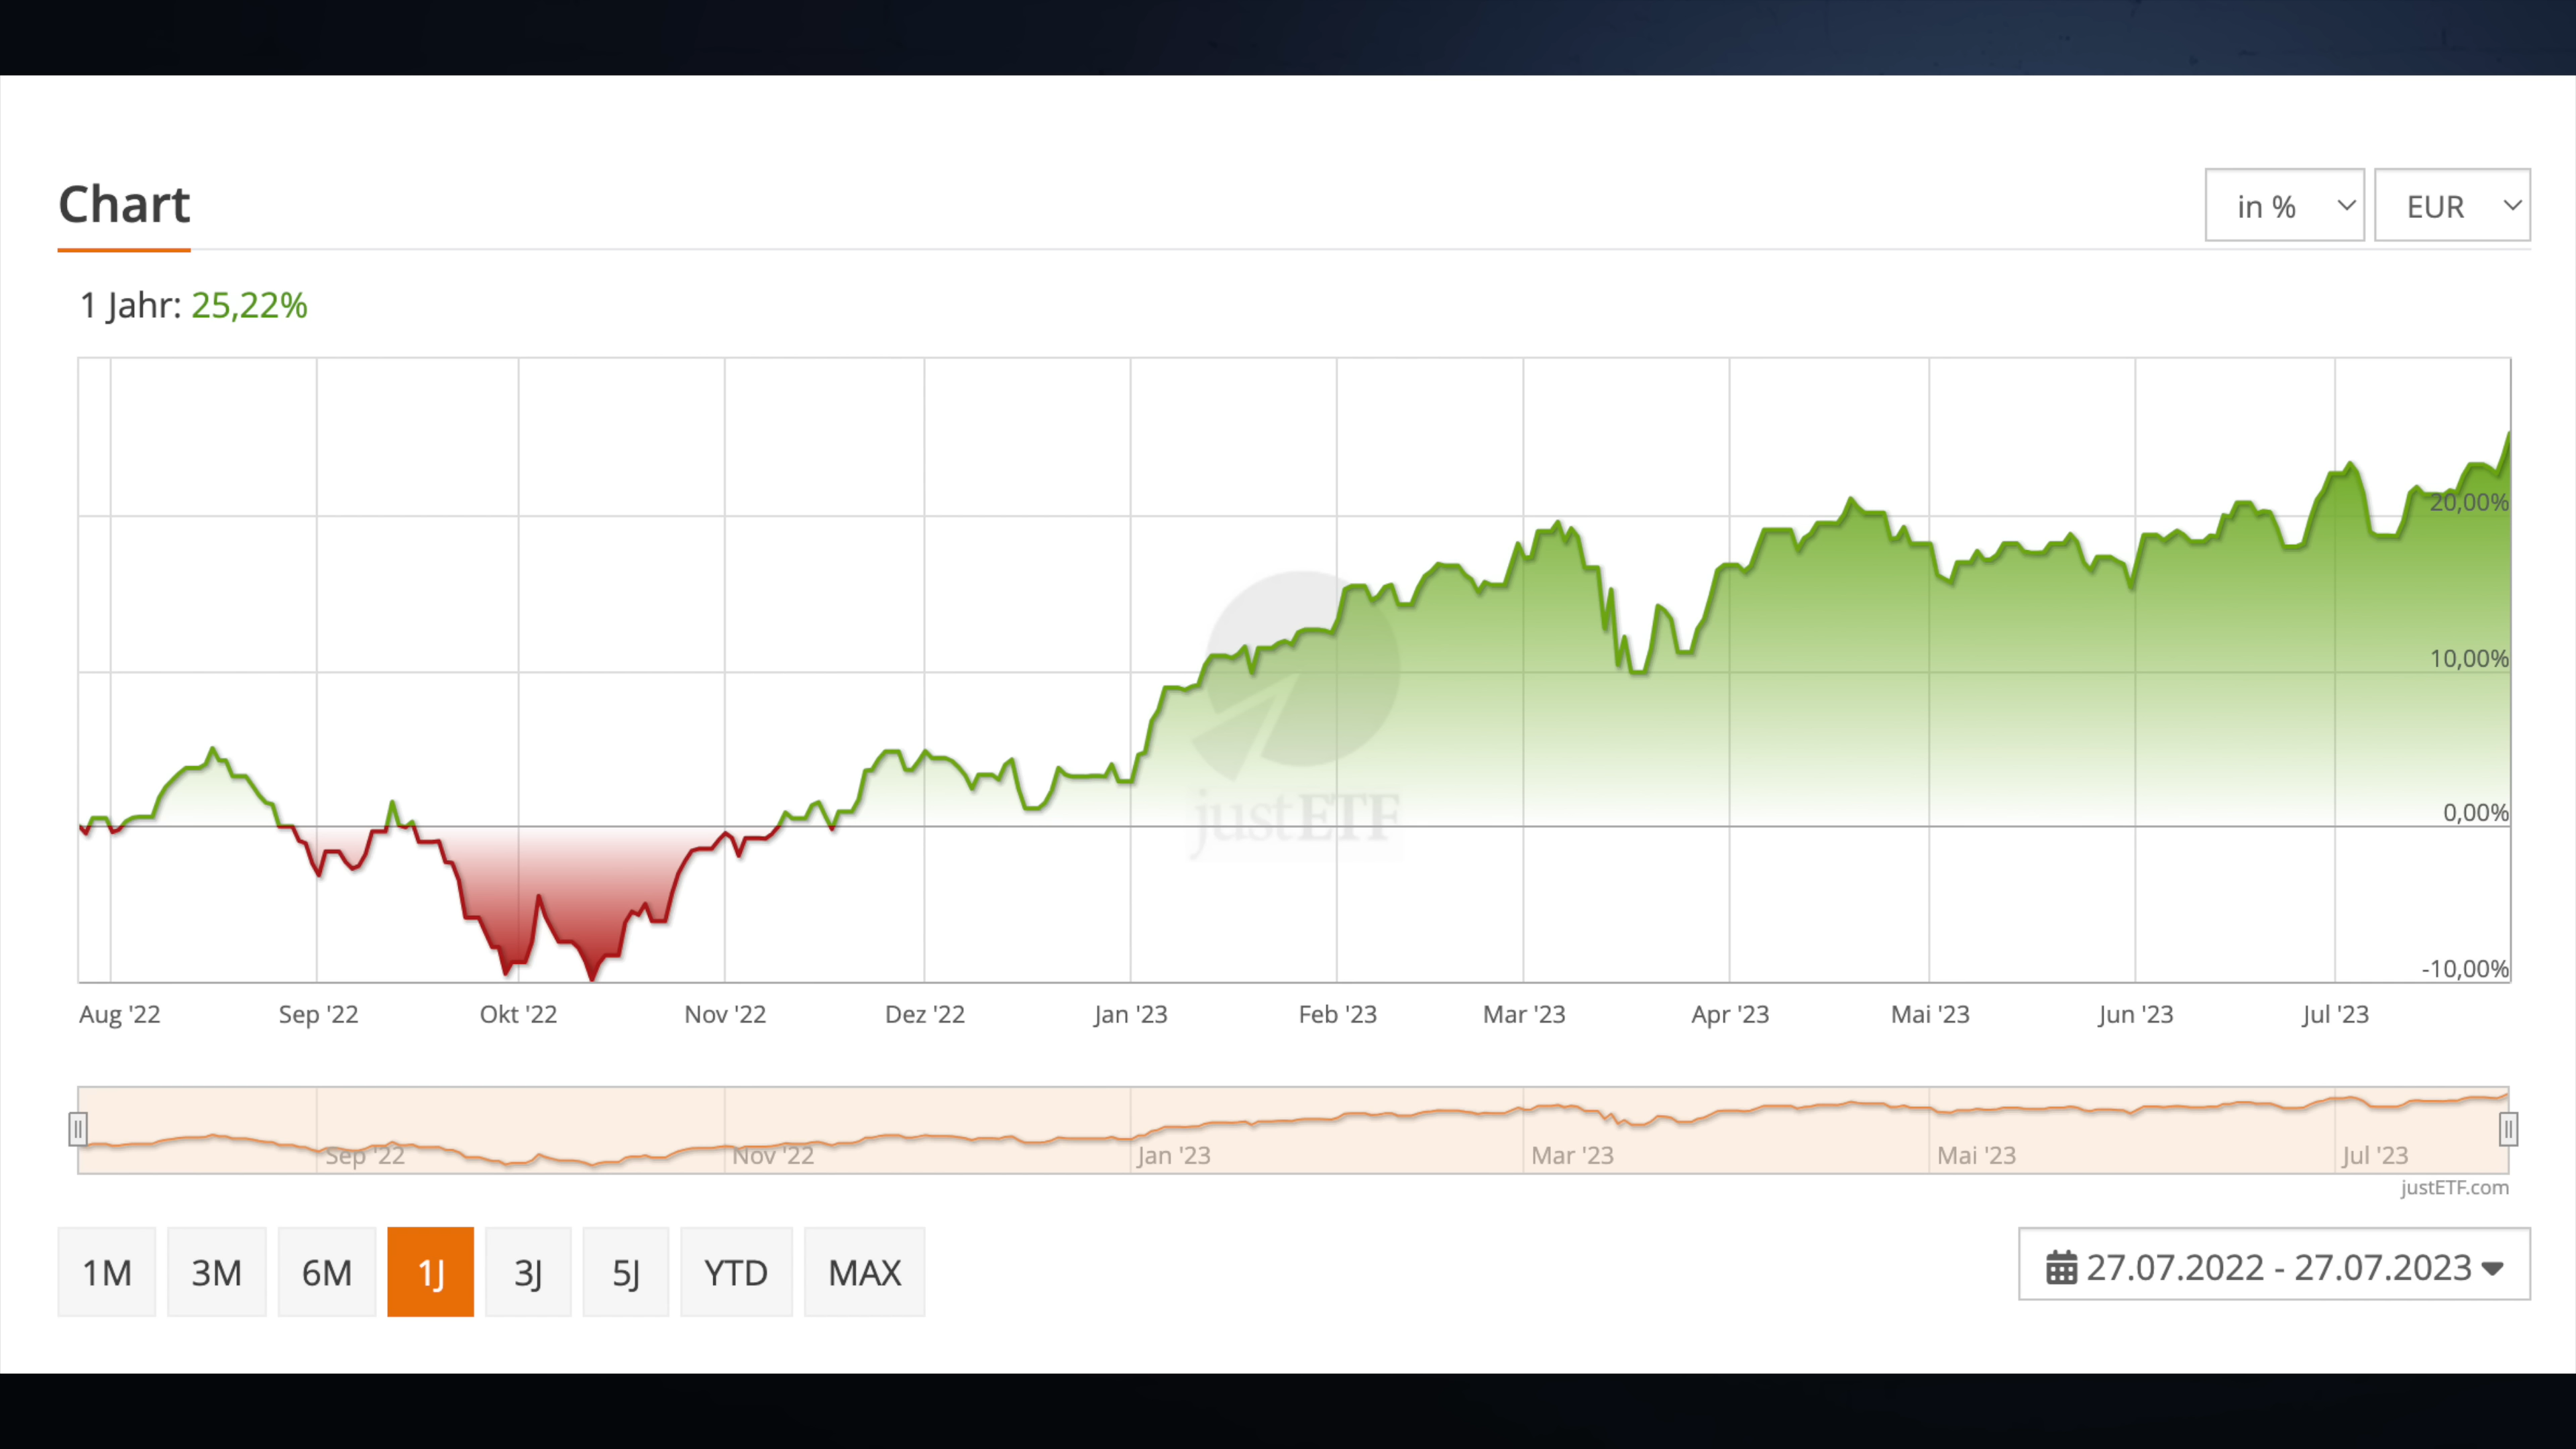 Chart
in %
EUR
1 Jahr: 25,22%
20,00%
10,00%
0,00%
-10,00%
justETF
Aug '22 Sep '22 Okt '22 Nov '22 Dez '22 Jan '23 Feb '23 Mar '23 Apr '23 Mai '23 Jun '23 Jul '23
Sep '22 Nov '22 Jan '23 Mar '23 Mai '23 Jul '23
justETF.com
1M 3M 6M 1J 3J 5J YTD MAX
27.07.2022 - 27.07.2023